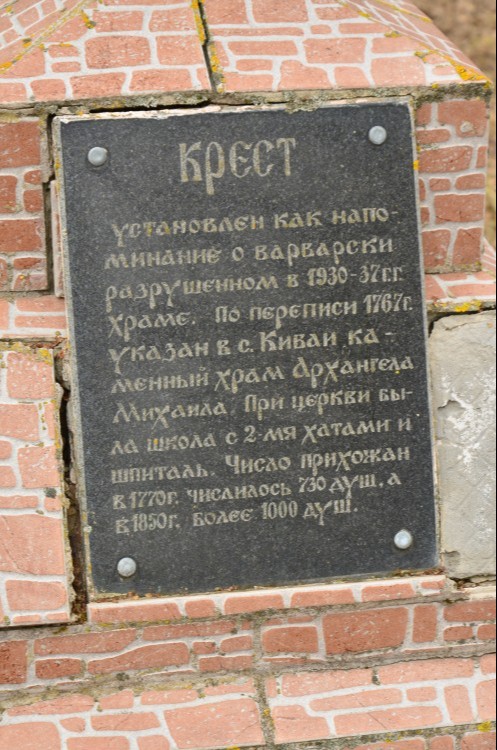 КРЕСТ
УСТАНОВЛЕН КАК НАПО-
МИНАНИЕ О ВАРВАРСКИ
РАЗРУШЕННОМ В 1930-37 Г.Г.
ХРАМЕ. ПО ПЕРЕПИСИ 1767Г.
УКАЗАН В С. КИВАИ КА-
МЕННЫЙ ХРАМ АРХАНГЕЛА
МИХАИЛА. ПРИ ЦЕРКВИ БЫ-
ЛА ШКОЛА С 2-МЯ ХАТАМИ И
ШПИТАЛЬ. ЧИСЛО ПРИХОЖАН
В 1770Г. ЧИСЛИЛОСЬ 730 ДУШ, А
В 1850Г. БОЛЕЕ 1000 ДУШ.